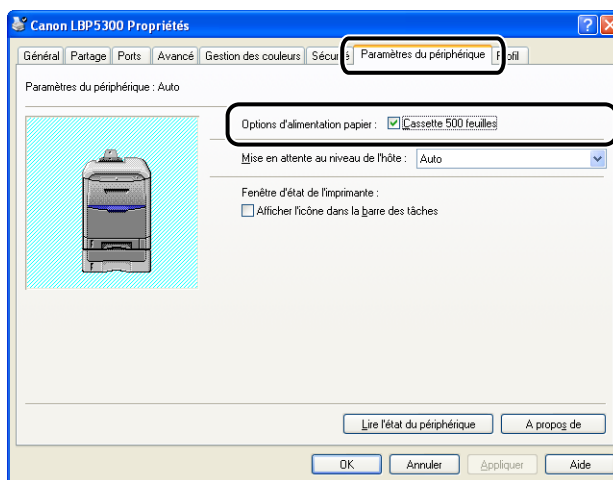 Canon LBP5300 Propriétés
Général Partage Ports Avancé Gestion des couleurs Sécurité Paramètres du périphérique Profil
Paramètres du périphérique : Auto
Options d'alimentation papier : Cassette 500 feuilles
Mise en attente au niveau de l'hôte : Auto
Fenêtre d'état de l'imprimante :
Afficher l'icône dans la barre des tâches
Lire l'état du périphérique A propos de
OK Annuler Appliquer Aide